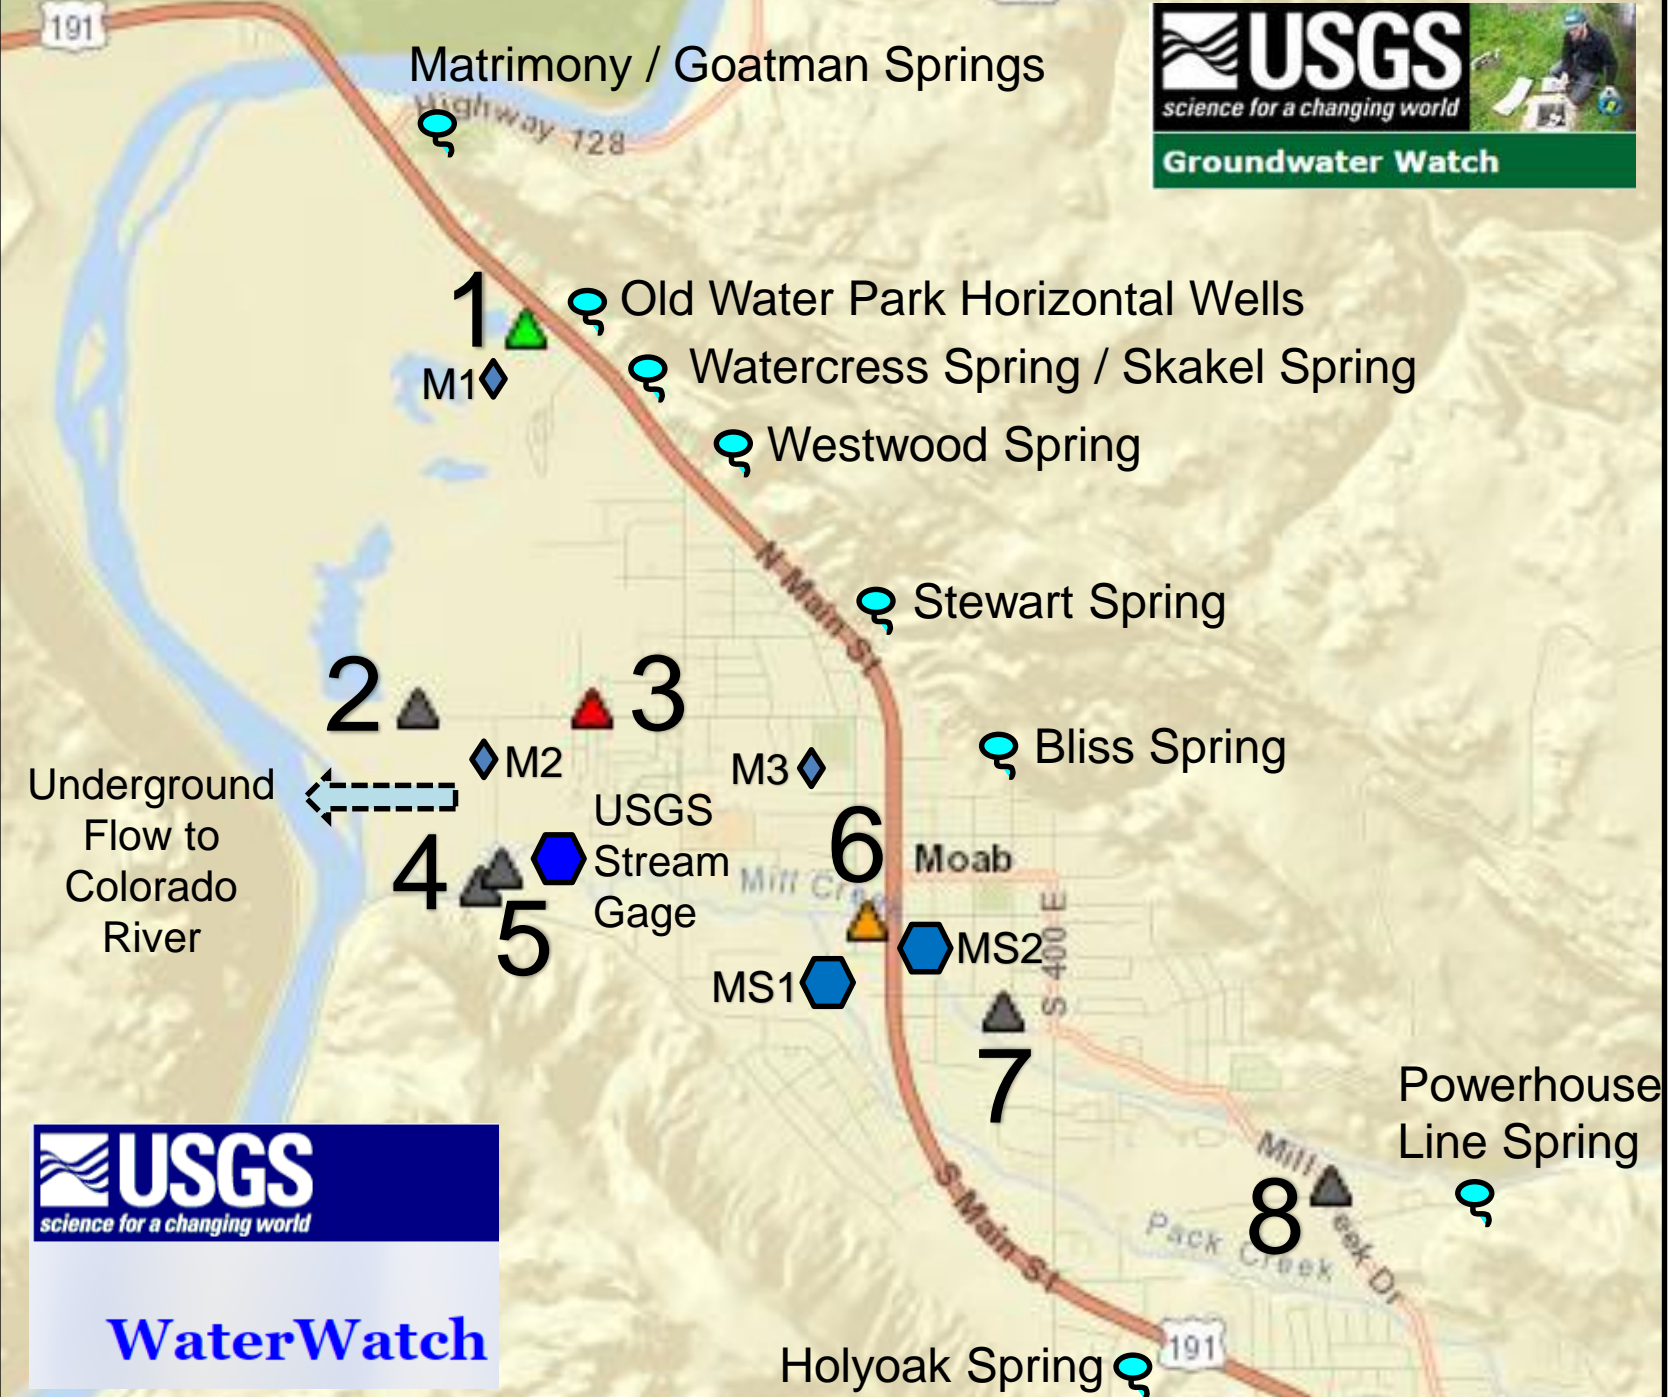 191
Matrimony / Goatman Springs
Highway 128
USGS
science for a changing world
Groundwater Watch
1
Old Water Park Horizontal Wells
M1
Watercress Spring / Skakel Spring
Westwood Spring
N Main St
Stewart Spring
2
3
M2
M3
Bliss Spring
Underground
Flow to
Colorado
River
USGS
Stream
Gage
4
5
6
Moab
Mill Creek
MS1
MS2
S 400 E
7
Powerhouse
Line Spring
USGS
science for a changing world
WaterWatch
8
Mill eek Dr
Pack Creek
S Main St
191
Holyoak Spring